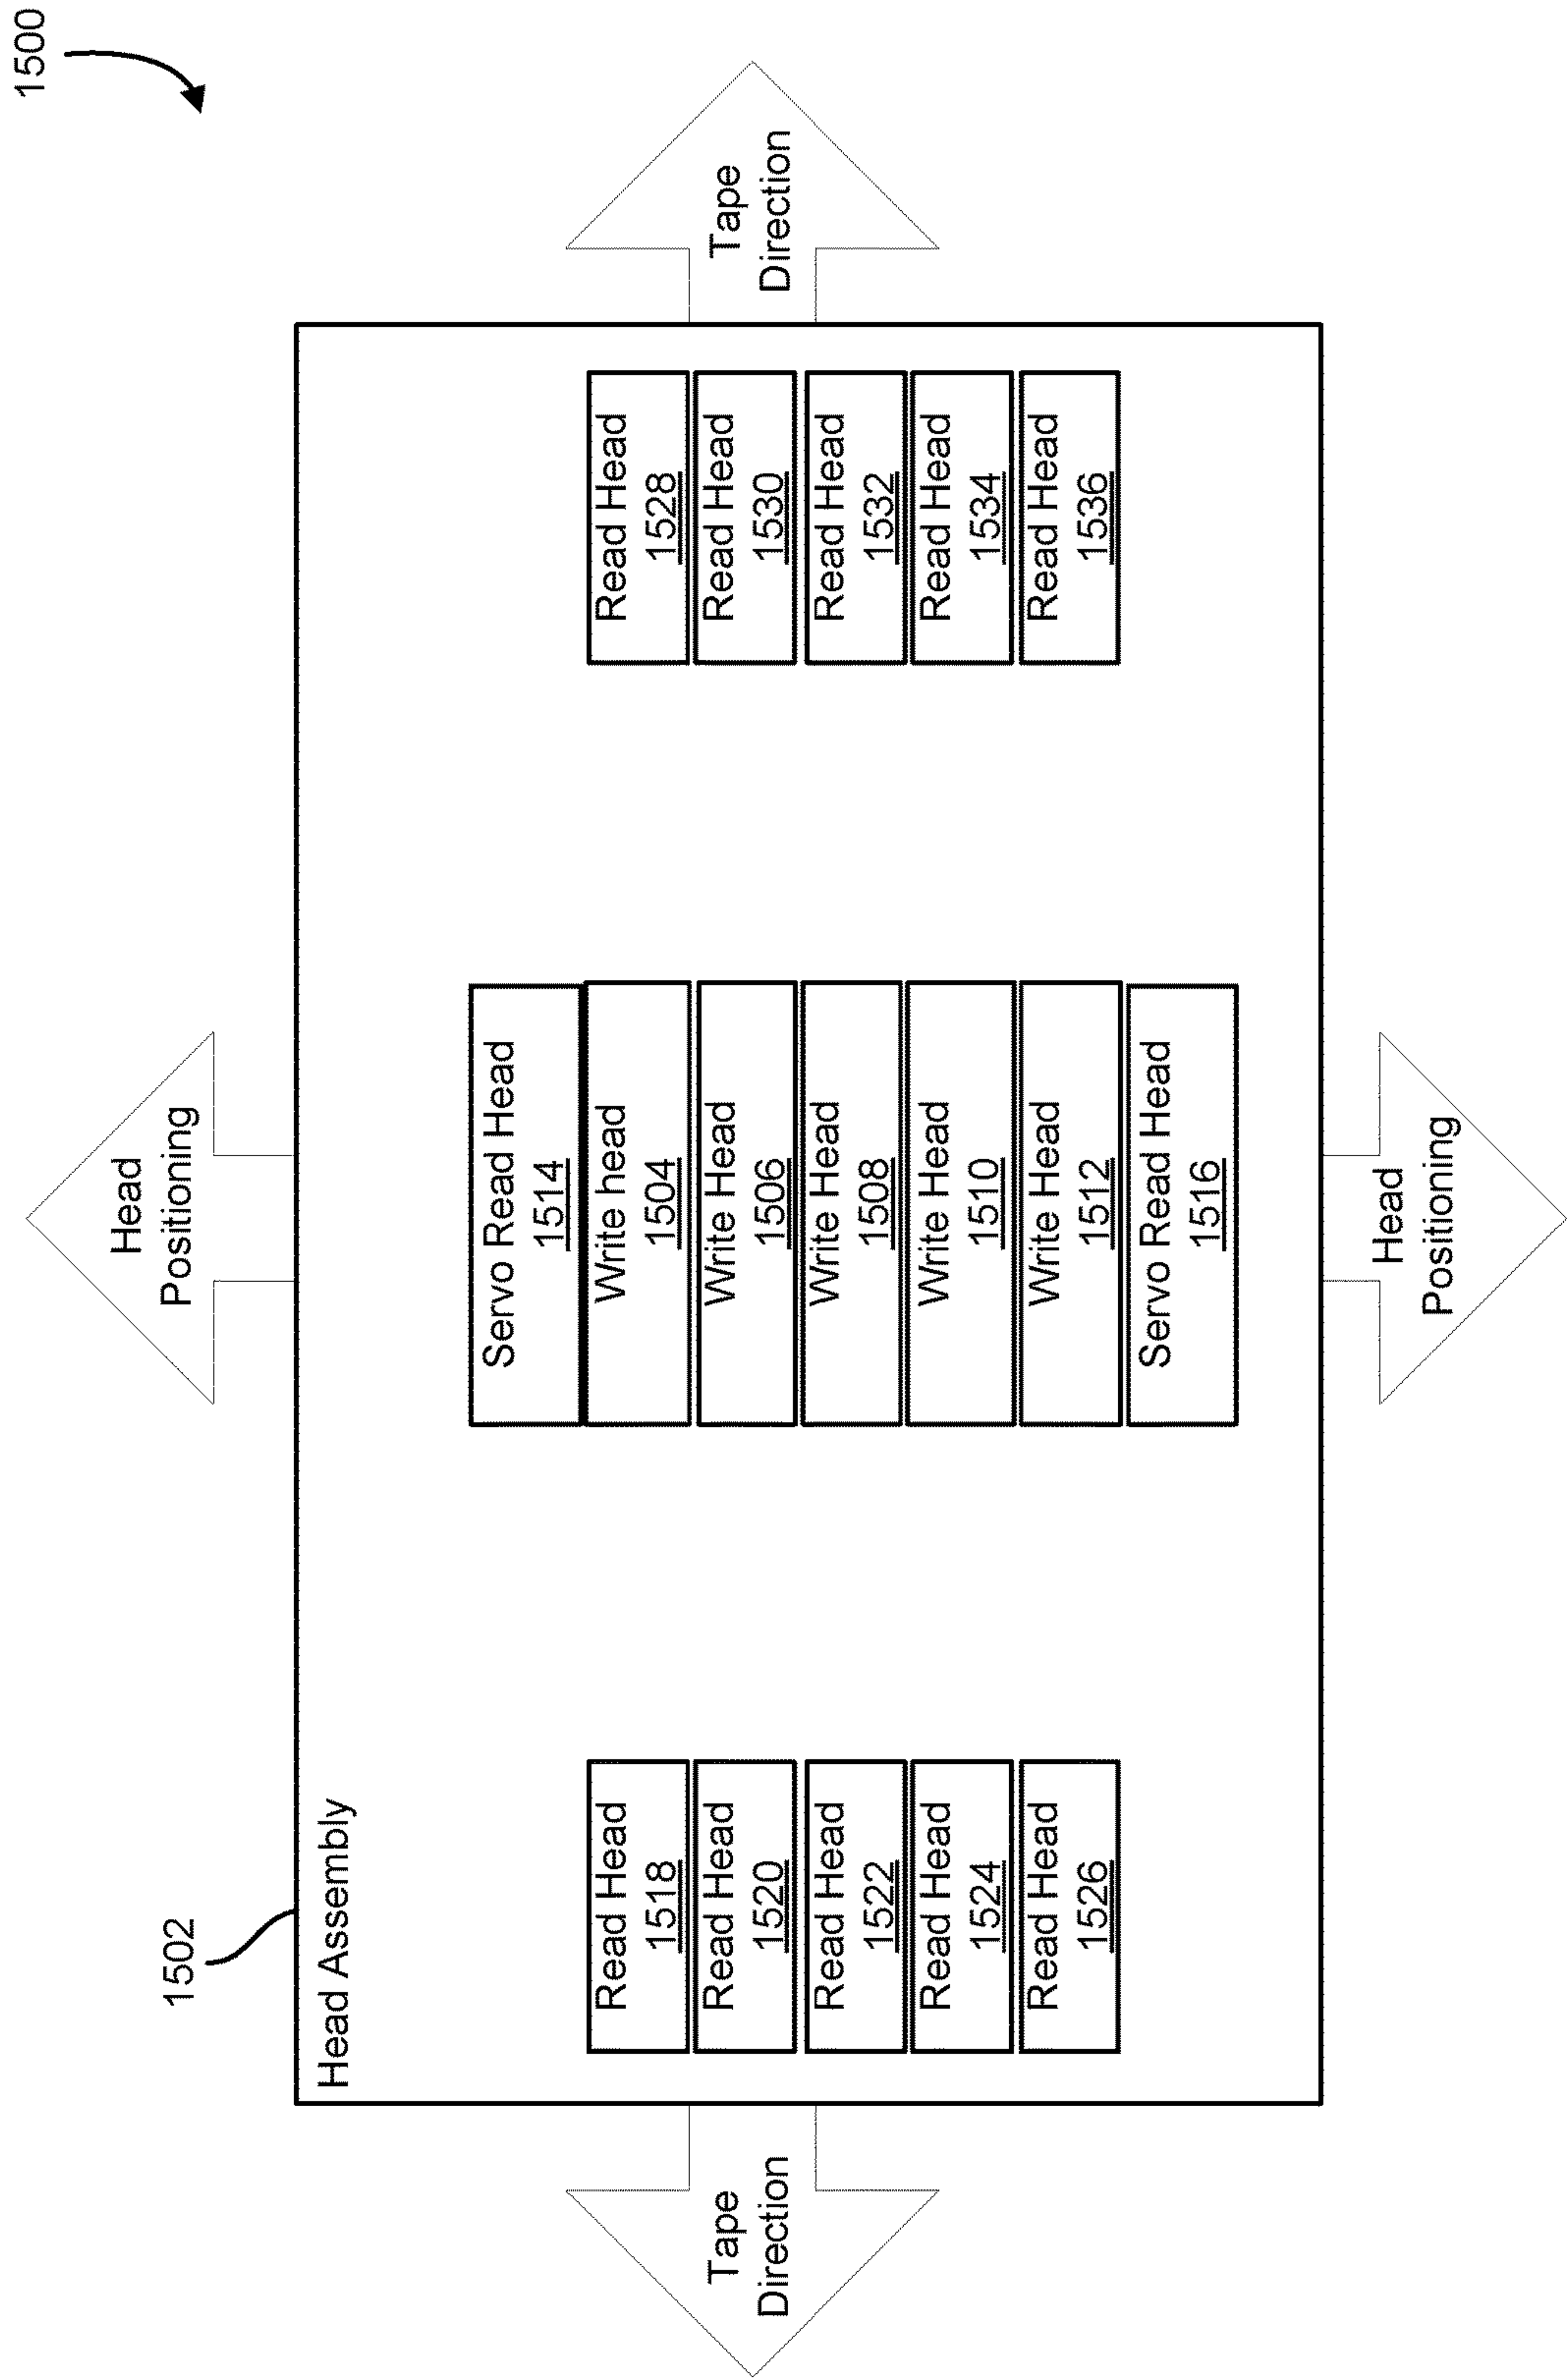 1500
Head
Positioning
1502
Head Assembly
Servo Read Head
1514
Read Head
1518
Read Head
1520
Read Head
1522
Read Head
1524
Read Head
1526
Write head
1504
Write Head
1506
Write Head
1508
Write Head
1510
Write Head
1512
Servo Read Head
1516
Read Head
1528
Read Head
1530
Read Head
1532
Read Head
1534
Read Head
1536
Tape
Direction
Tape
Direction
Head
Positioning